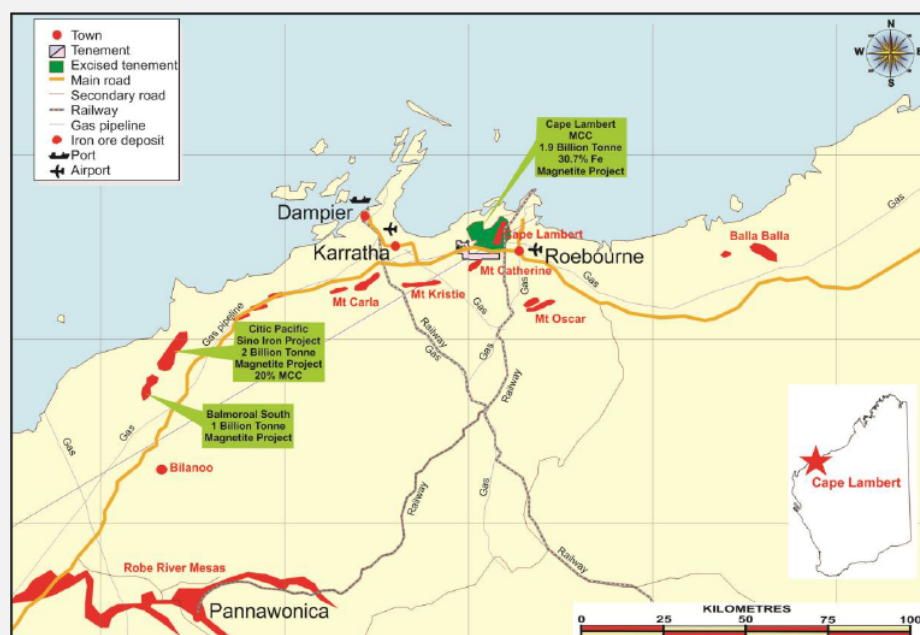 Town
Tenement
Excised tenement
Main road
Secondary road
Railway
Gas pipeline
Iron ore deposit
Port
Airport
N
W
E
S
Cape Lambert
MCC
1.9 Billion Tonne
30.7% Fe
Magnetite Project
Dampier
Karratha
Cape Lambert
Roebourne
Balla Balla
Gas
Gas
Mt Catherine
Mt Carla
Mt Kristie
Gas
Gas
Mt Oscar
Gas pipeline
Citic Pacific
Sino Iron Project
2 Billion Tonne
Magnetite Project
20% MCC
Railway
Gas
Gas
Railway
Balmoroal South
1 Billion Tonne
Magnetite Project
Gas
Gas
Bilanoo
Railway
Gas
Cape Lambert
Railway
Robe River Mesas
Pannawonica
KILOMETRES
0 25 50 75 100